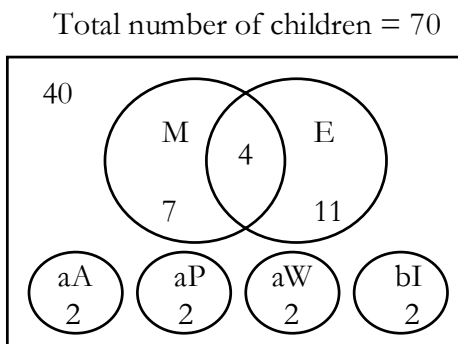 Total number of children = 70
40
M E
4
7 11
aA aP aW bI
2 2 2 2